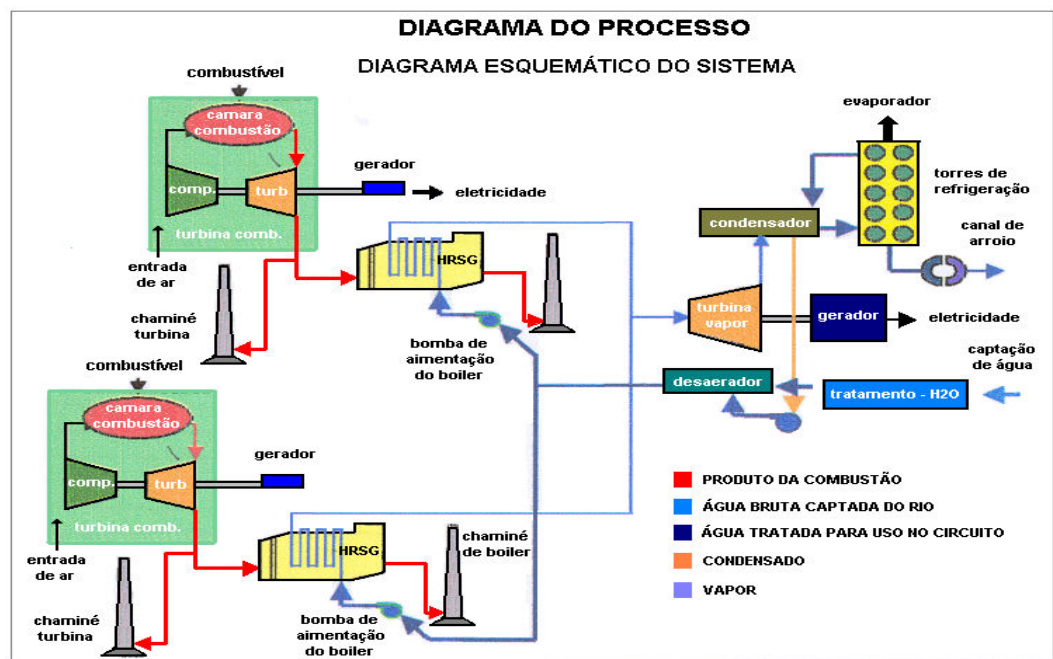 DIAGRAMA DO PROCESSO
DIAGRAMA ESQUEMÁTICO DO SISTEMA
combustível
camara
combustão
comp.
turb
turbina comb.
gerador
eletricidade
entrada
de ar
chaminé
turbina
HRSG
bomba de
alimentação
do boiler
evaporador
torres de
refrigeração
condensador
canal de
arroio
turbina
vapor
gerador
eletricidade
captação
de água
desaerador
tratamento - H2O
combustível
camara
combustão
comp.
turb
turbina comb.
gerador
entrada
de ar
chaminé
turbina
HRSG
chaminé
de boiler
bomba de
alimentação
do boiler
PRODUTO DA COMBUSTÃO
ÁGUA BRUTA CAPTADA DO RIO
ÁGUA TRATADA PARA USO NO CIRCUITO
CONDENSADO
VAPOR